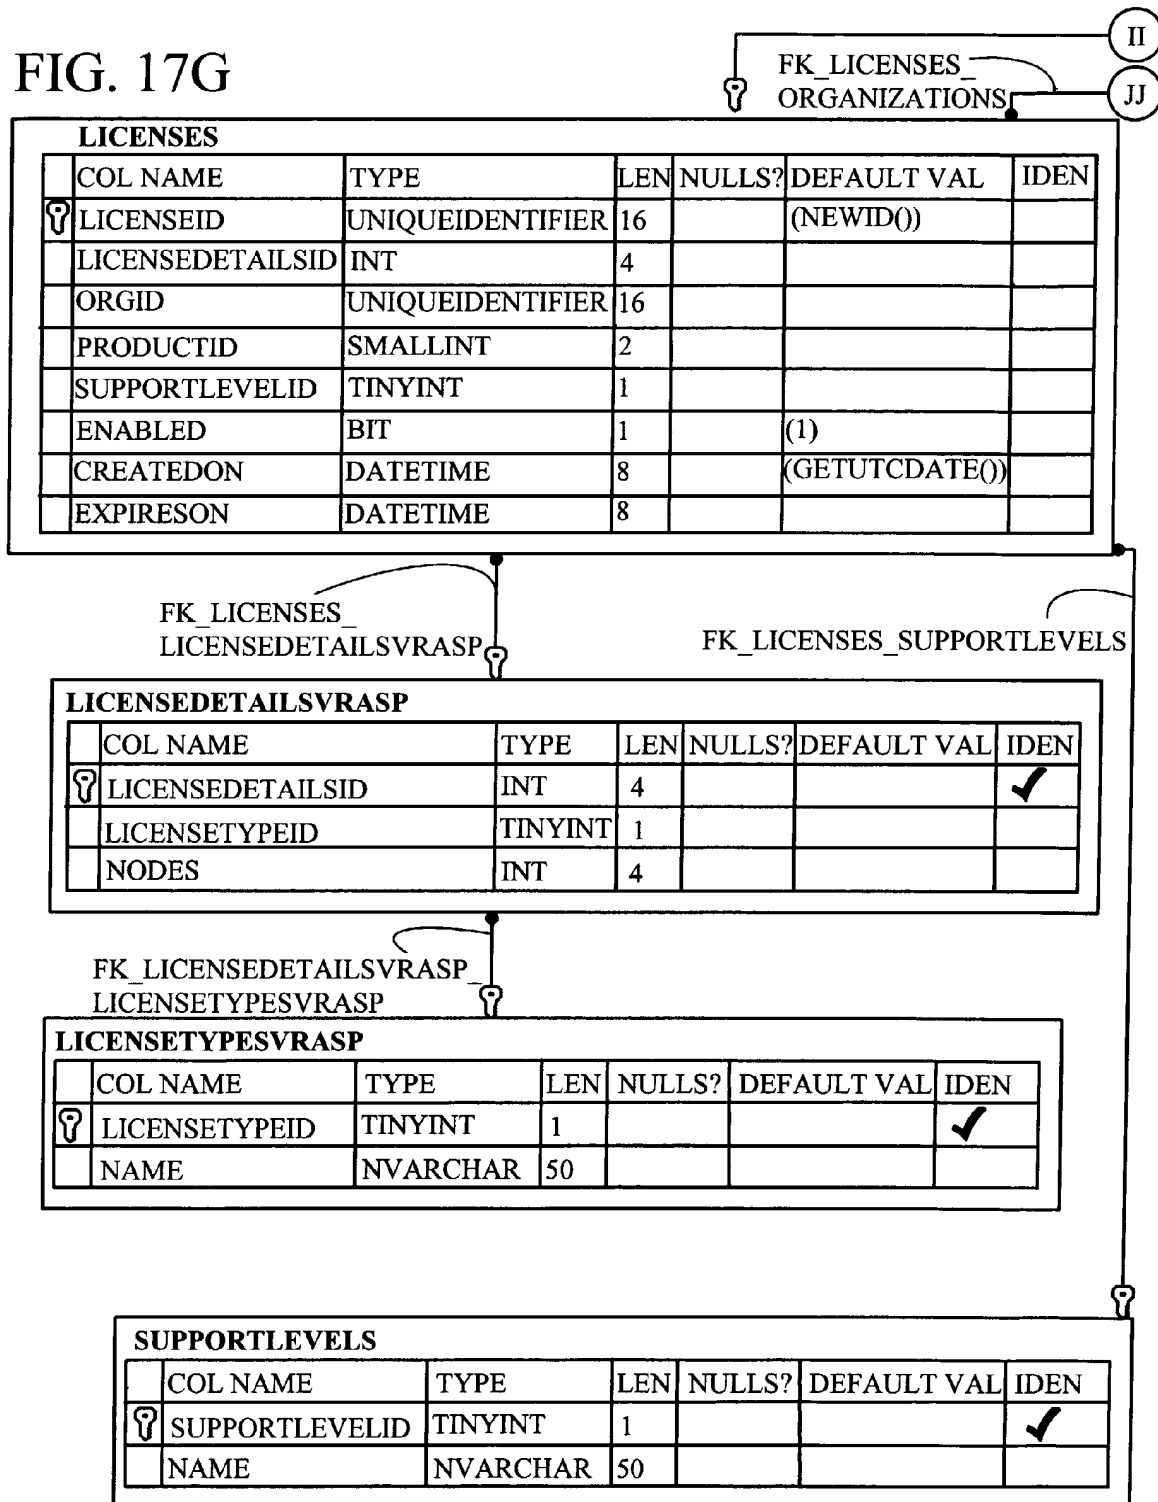 II
FIG. 17G
FK_LICENSES_
ORGANIZATIONS
JJ
LICENSES
COL NAME TYPE LEN NULLS? DEFAULT VAL IDEN
LICENSEID UNIQUEIDENTIFIER 16 (NEWID())
LICENSEDETAILSID INT 4
ORGID UNIQUEIDENTIFIER 16
PRODUCTID SMALLINT 2
SUPPORTLEVELID TINYINT 1
ENABLED BIT 1 (1)
CREATEDON DATETIME 8 (GETUTCDATE())
EXPIRESON DATETIME 8
FK_LICENSES_
LICENSEDETAILSVRASP
FK_LICENSES_SUPPORTLEVELS
LICENSEDETAILSVRASP
COL NAME TYPE LEN NULLS? DEFAULT VAL IDEN
LICENSEDETAILSID INT 4 ✓
LICENSETYPEID TINYINT 1
NODES INT 4
FK_LICENSEDETAILSVRASP_
LICENSETYPESVRASP
LICENSETYPESVRASP
COL NAME TYPE LEN NULLS? DEFAULT VAL IDEN
LICENSETYPEID TINYINT 1 ✓
NAME NVARCHAR 50
SUPPORTLEVELS
COL NAME TYPE LEN NULLS? DEFAULT VAL IDEN
SUPPORTLEVELID TINYINT 1 ✓
NAME NVARCHAR 50